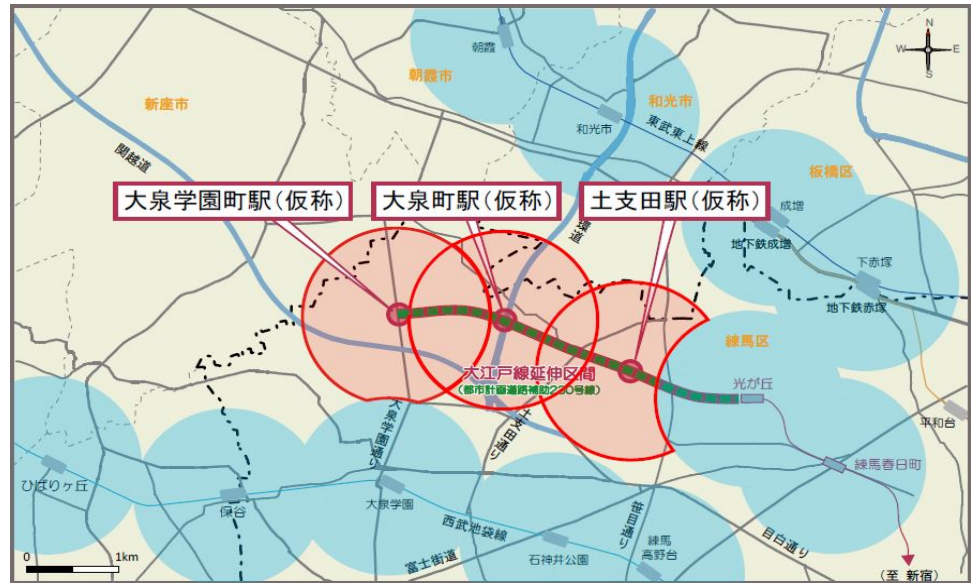 朝霞
N
W
E
S
朝霞市
新座市
和光市
和光市
東武東上線
関越道
板橋区
成増
地下鉄成増
下赤塚
地下鉄赤塚
大泉学園町駅(仮称)
大泉町駅(仮称)
土支田駅(仮称)
環道
練馬区
大江戸線延伸区間
(都市計画道路補助230号線)
光が丘
平和台
大泉学園通り
土支田通り
練馬春日町
ひばりヶ丘
保谷
大泉学園
西武池袋線
笹目通り
目白通り
石神井公園
練馬
高野台
富士街道
0
1km
(至 新宿)